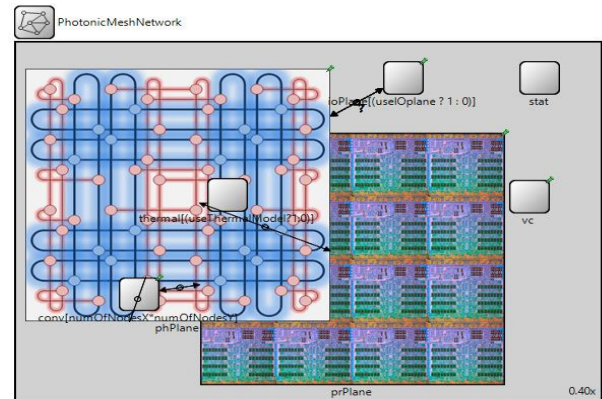 PhotonicMeshNetwork
ioPlane[(useIOplane ? 1 : 0)]
stat
vc
thermal[(useThermalModel?1:0)]
conv[numOfNodesX*numOfNodesY]
phPlane
prPlane
0.40x